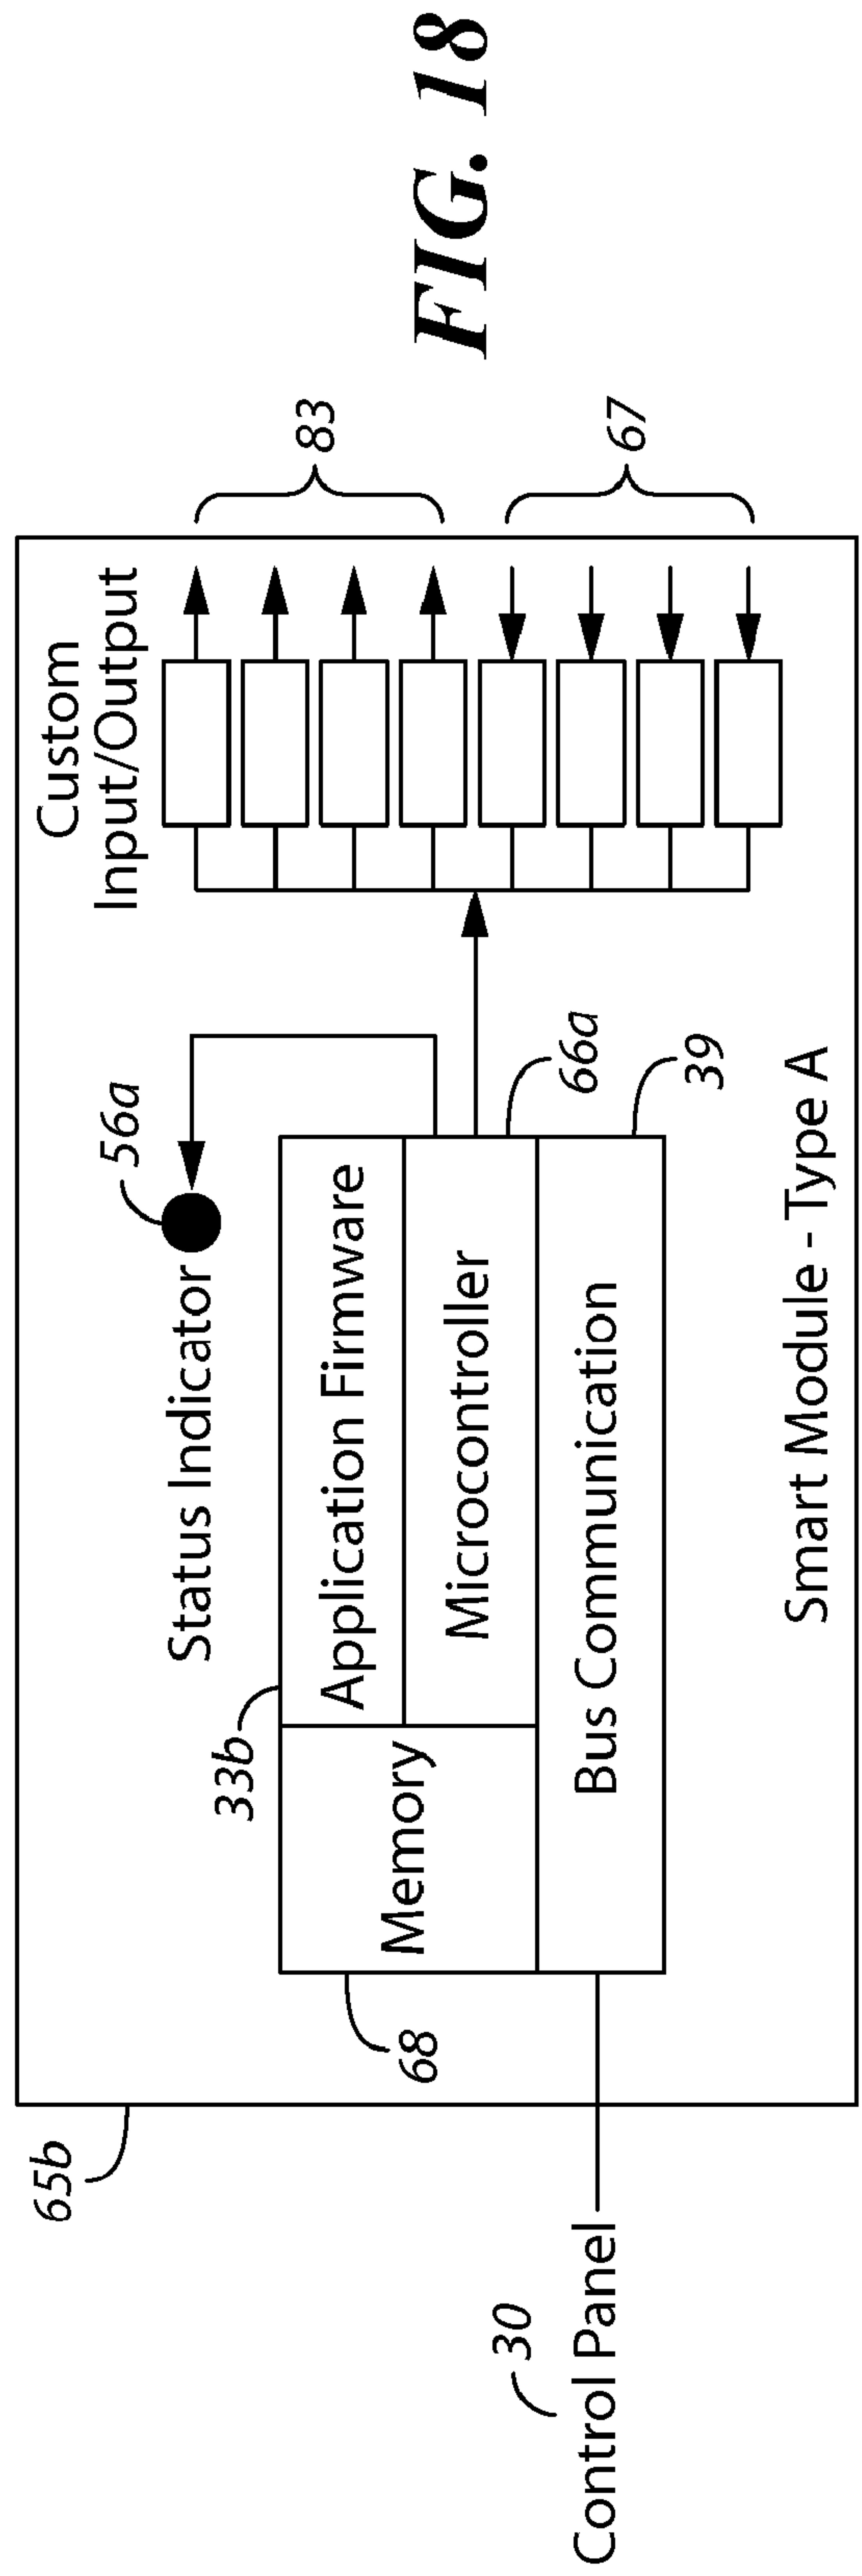 65b
Custom
Input/Output
56a
Status Indicator
83
33b
Application Firmware
68
Memory
Microcontroller
66a
67
30
Control Panel
Bus Communication
39
Smart Module - Type A
FIG. 18